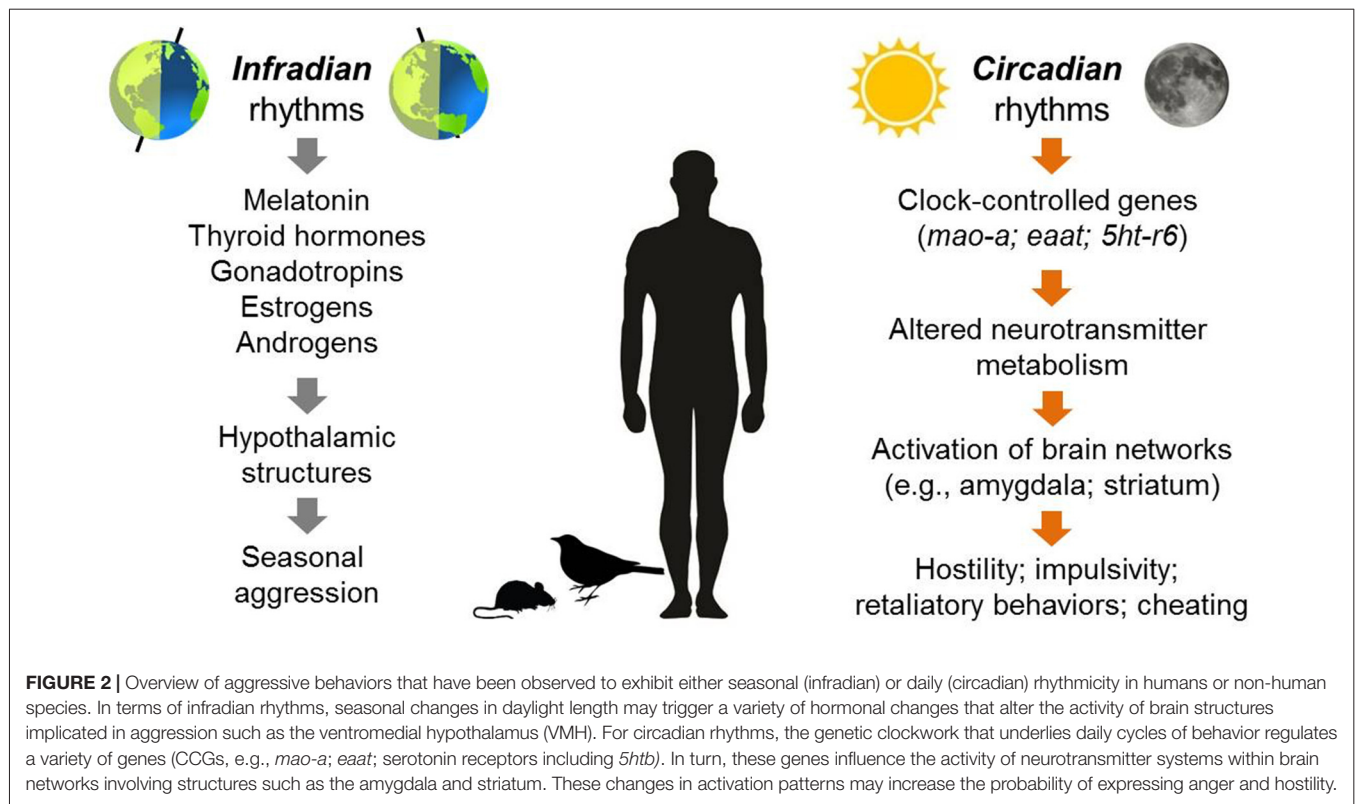 Infradian
rhythms
Melatonin
Thyroid hormones
Gonadotropins
Estrogens
Androgens
Hypothalamic
structures
Seasonal
aggression
Circadian
rhythms
Clock-controlled genes
(mao-a; eaat; 5ht-r6)
Altered neurotransmitter
metabolism
Activation of brain networks
(e.g., amygdala; striatum)
Hostility; impulsivity;
retaliatory behaviors; cheating
FIGURE 2 | Overview of aggressive behaviors that have been observed to exhibit either seasonal (infradian) or daily (circadian) rhythmicity in humans or non-human
species. In terms of infradian rhythms, seasonal changes in daylight length may trigger a variety of hormonal changes that alter the activity of brain structures
implicated in aggression such as the ventromedial hypothalamus (VMH). For circadian rhythms, the genetic clockwork that underlies daily cycles of behavior regulates
a variety of genes (CCGs, e.g., mao-a; eaat; serotonin receptors including 5htb). In turn, these genes influence the activity of neurotransmitter systems within brain
networks involving structures such as the amygdala and striatum. These changes in activation patterns may increase the probability of expressing anger and hostility.